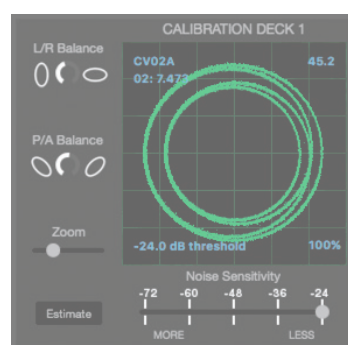 CALIBRATION DECK 1
L/R Balance
CV02A 45.2
02: 7.473
P/A Balance
Zoom
-24.0 dB threshold 100%
Noise Sensitivity
-72 -60 -48 -36 -24
Estimate
MORE LESS